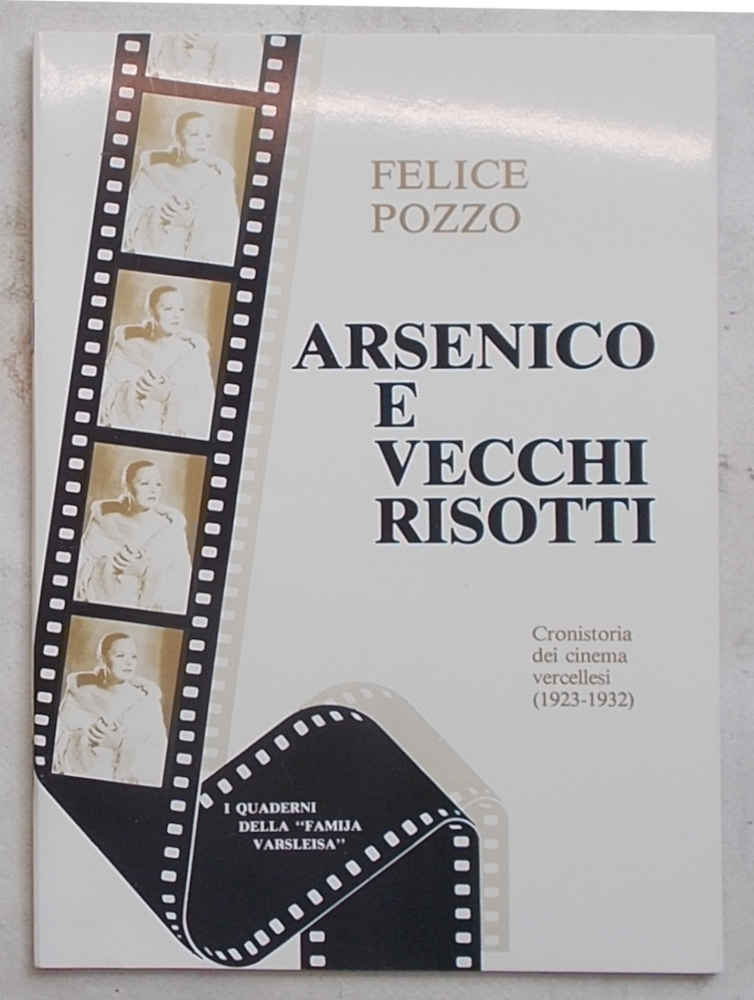 FELICE
POZZO
ARSENICO
E
VECCHI
RISOTTI
Cronistoria
dei cinema
vercellesi
(1923-1932)
I QUADERNI
DELLA "FAMIJA
VARSLEISA"